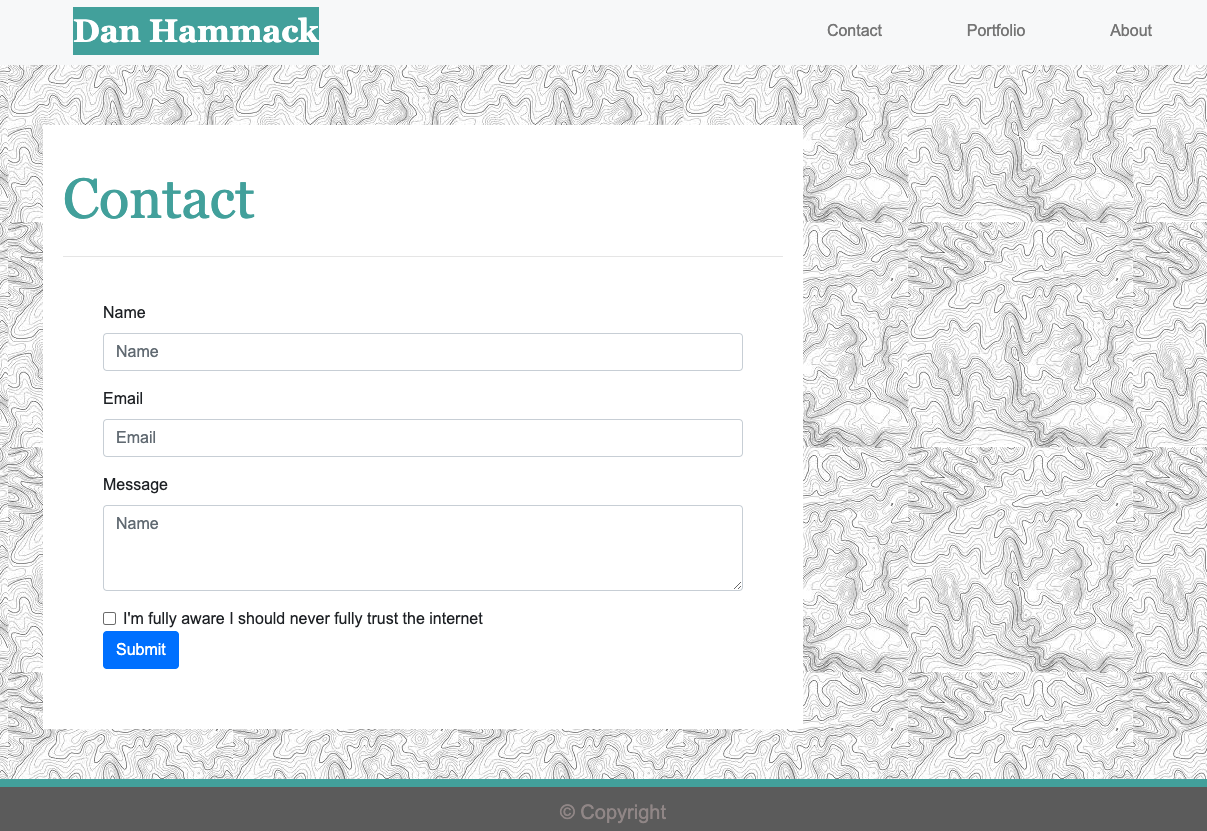 Dan Hammack
Contact Portfolio About
Contact
Name
Name
Email
Email
Message
Name
I'm fully aware I should never fully trust the internet
Submit
© Copyright